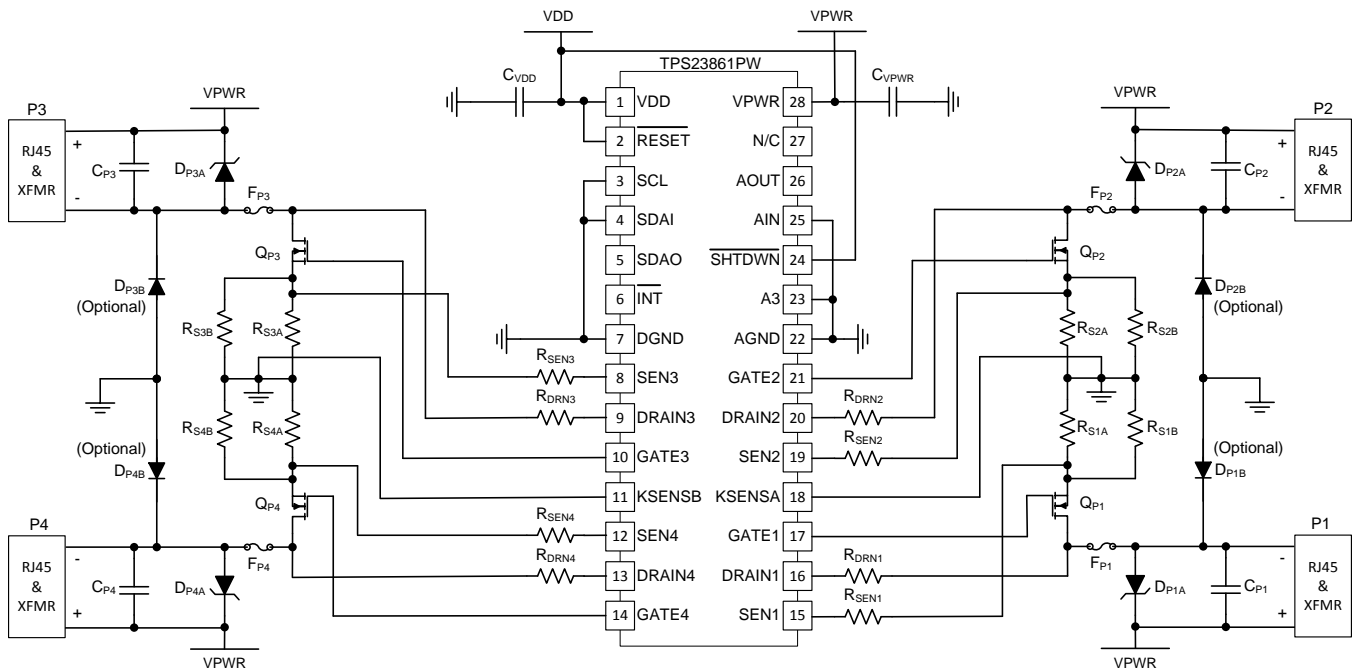 VDD
VPWR
TPS23861PW
CVDD
CVPWR
1 VDD
2 RESET
3 SCL
4 SDAI
5 SDAO
6 INT
7 DGND
8 SEN3
9 DRAIN3
10 GATE3
11 KSENSB
12 SEN4
13 DRAIN4
14 GATE4
VPWR 28
N/C 27
AOUT 26
AIN 25
SHTDWN 24
A3 23
AGND 22
GATE2 21
DRAIN2 20
SEN2 19
KSENSA 18
GATE1 17
DRAIN1 16
SEN1 15
P3
VPWR
RJ45
&
XFMR
+
-
CP3
DP3A
FP3
QP3
DP3B
(Optional)
RS3B
RS3A
RSEN3
RDRN3
RS4B
RS4A
(Optional)
DP4B
QP4
RSEN4
RDRN4
P4
RJ45
&
XFMR
-
+
CP4
DP4A
FP4
VPWR
VPWR
P2
RJ45
&
XFMR
+
-
DP2A
CP2
FP2
QP2
DP2B
(Optional)
RS2A
RS2B
RDRN2
RSEN2
RS1A
RS1B
(Optional)
DP1B
QP1
RDRN1
RSEN1
FP1
P1
RJ45
&
XFMR
-
+
DP1A
CP1
VPWR